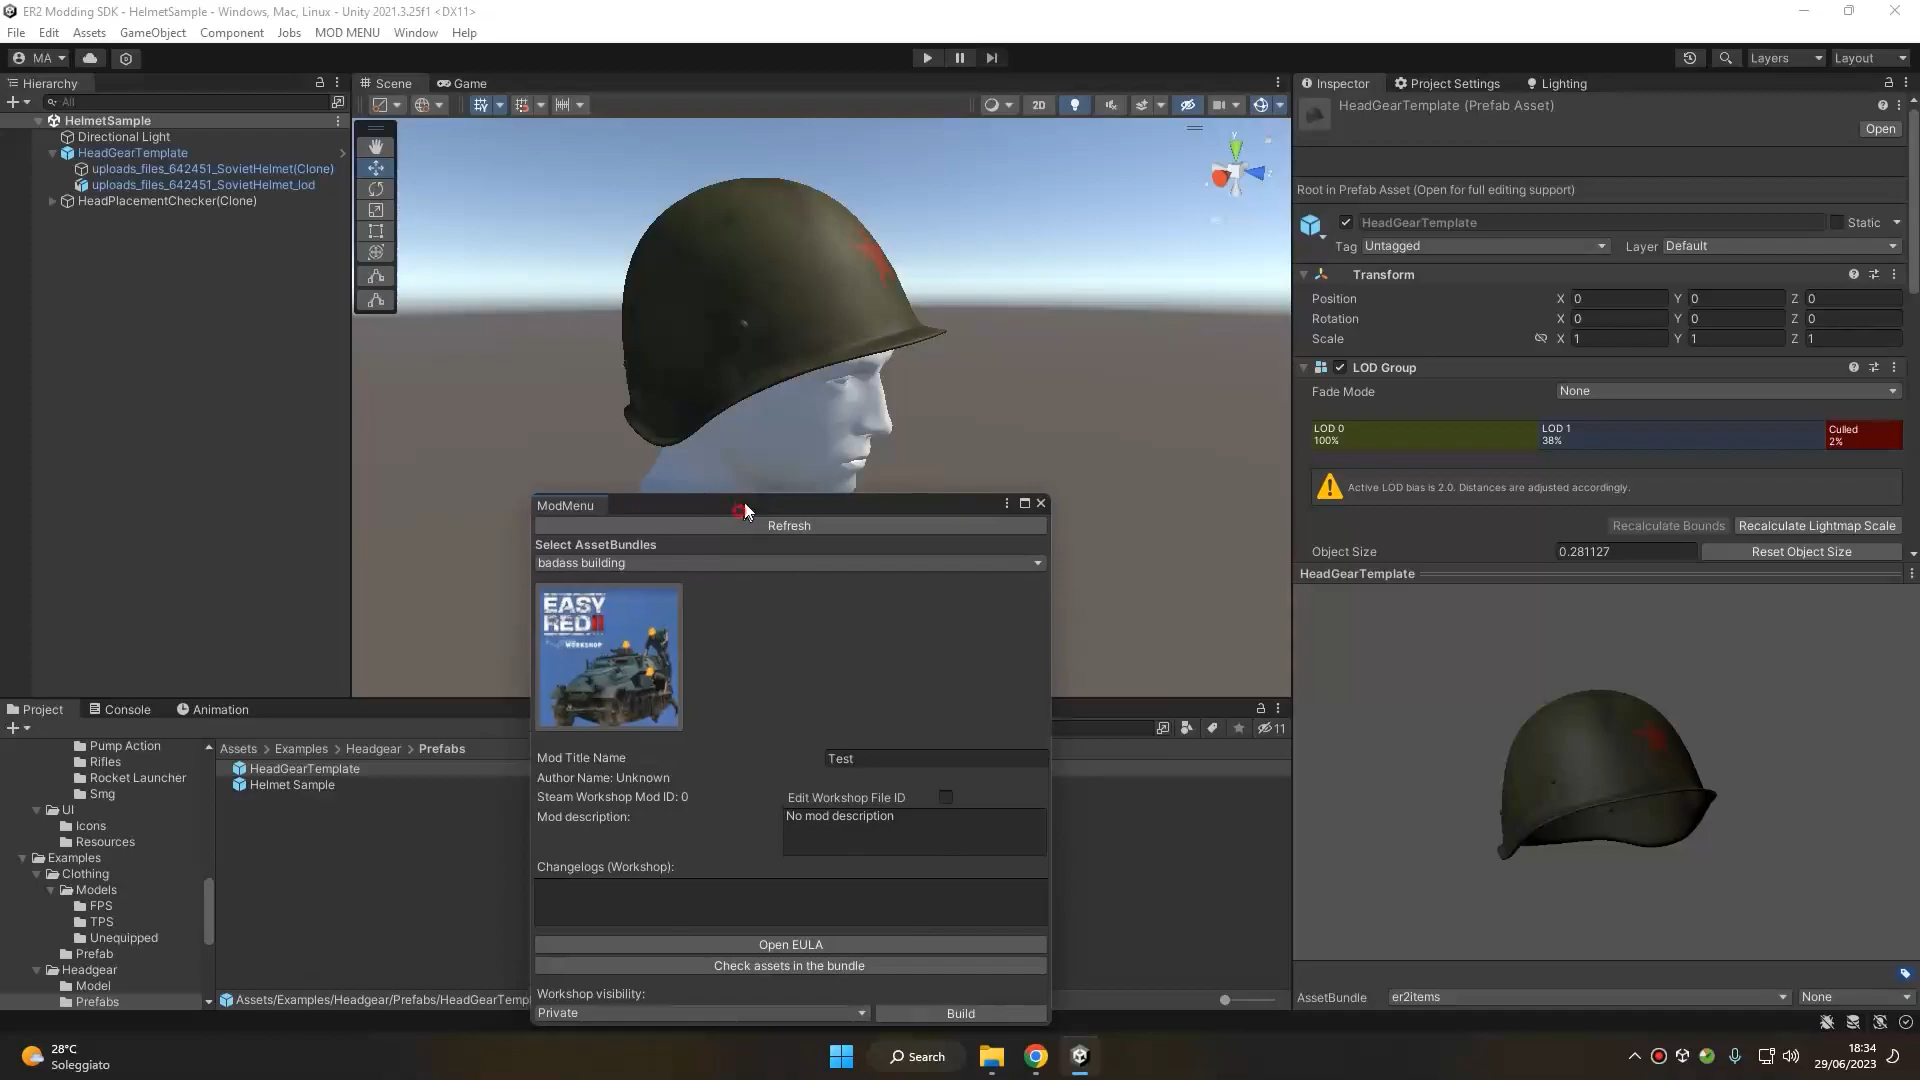 ER2 Modding SDK - HelmetSample - Windows, Mac, Linux - Unity 2021.3.25f1 <DX11>
File Edit Assets GameObject Component Jobs MOD MENU Window Help
MA
Layers Layout
Hierarchy
All
HelmetSample
Directional Light
HeadGearTemplate
uploads_files_642451_SovietHelmet(Clone)
uploads_files_642451_SovietHelmet_lod
HeadPlacementChecker(Clone)
Scene Game
2D
y
Inspector Project Settings Lighting
HeadGearTemplate (Prefab Asset)
Open
Root in Prefab Asset (Open for full editing support)
HeadGearTemplate Static
Tag Untagged Layer Default
Transform
Position X 0 Y 0 Z 0
Rotation X 0 Y 0 Z 0
Scale X 1 Y 1 Z 1
LOD Group
Fade Mode None
LOD 0 LOD 1 Culled
100% 38% 2%
Active LOD bias is 2.0. Distances are adjusted accordingly.
Recalculate Bounds Recalculate Lightmap Scale
Object Size 0.281127 Reset Object Size
HeadGearTemplate
AssetBundle er2items None
ModMenu
Refresh
Select AssetBundles
badass building
EASY
RED II
WORKSHOP
Mod Title Name Test
Author Name: Unknown
Steam Workshop Mod ID: 0 Edit Workshop File ID
Mod description: No mod description
Changelogs (Workshop):
Open EULA
Check assets in the bundle
Workshop visibility:
Private Build
Project Console Animation
11
Pump Action
Rifles
Rocket Launcher
Smg
UI
Icons
Resources
Examples
Clothing
Models
FPS
TPS
Unequipped
Prefab
Headgear
Model
Prefabs
Assets > Examples > Headgear > Prefabs
HeadGearTemplate
Helmet Sample
Assets/Examples/Headgear/Prefabs/HeadGearTempl
28°C
Soleggiato
Search
18:34
29/06/2023